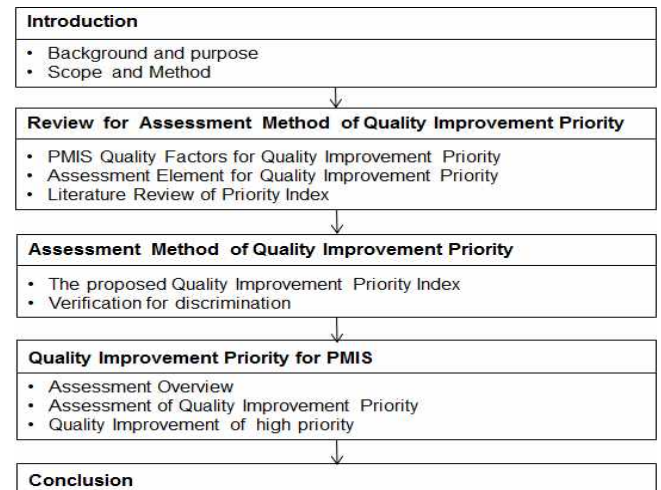 Introduction
• Background and purpose
• Scope and Method
Review for Assessment Method of Quality Improvement Priority
• PMIS Quality Factors for Quality Improvement Priority
• Assessment Element for Quality Improvement Priority
• Literature Review of Priority Index
Assessment Method of Quality Improvement Priority
• The proposed Quality Improvement Priority Index
• Verification for discrimination
Quality Improvement Priority for PMIS
• Assessment Overview
• Assessment of Quality Improvement Priority
• Quality Improvement of high priority
Conclusion